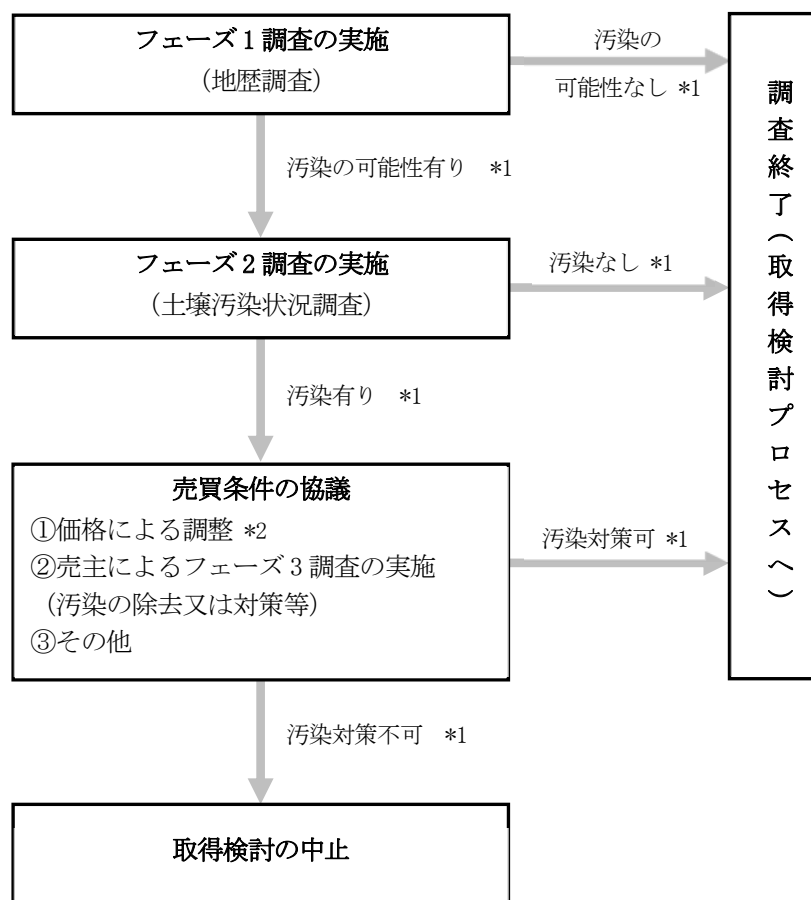 フェーズ1調査の実施
（地歴調査）
汚染の
可能性なし *1
汚染の可能性有り *1
フェーズ2調査の実施
（土壌汚染状況調査）
汚染なし *1
汚染有り *1
売買条件の協議
①価格による調整 *2
②売主によるフェーズ3調査の実施
（汚染の除去又は対策等）
③その他
汚染対策可 *1
汚染対策不可 *1
取得検討の中止
調査終了（取得検討プロセスへ）